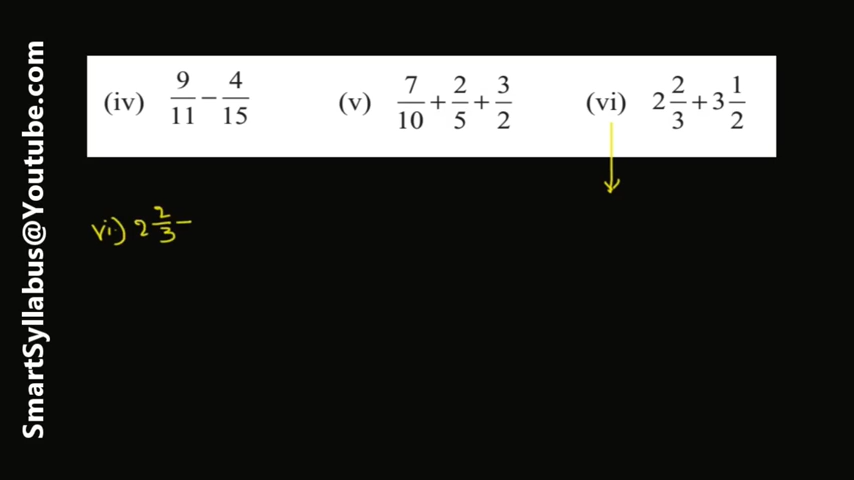 SmartSyllabus@Youtube.com
(iv) 9/11 − 4/15 (v) 7/10 + 2/5 + 3/2 (vi) 2 2/3 + 3 1/2
vi) 2 2/3 −